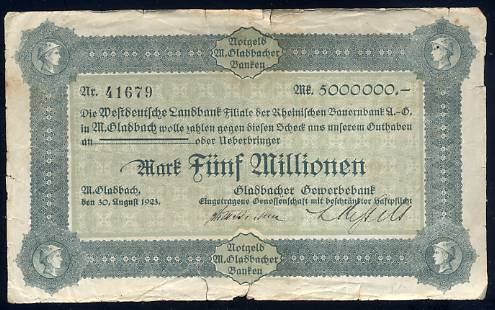 Notgeld
M.Gladbacher
Banken
Nr. 41679
Mk. 5000000,-
Die Westdeutsche Landbank Filiale der Rheinischen Bauernbank A.-G.
in M.Gladbach wolle zahlen gegen diesen Scheck aus unserem Guthaben
an oder Ueberbringer
Mark Fünf Millionen
M.Gladbach,
den 30. August 1923.
Gladbacher Gewerbebank
Eingetragene Genossenschaft mit beschränkter Haftpflicht
Notgeld
M.Gladbacher
Banken